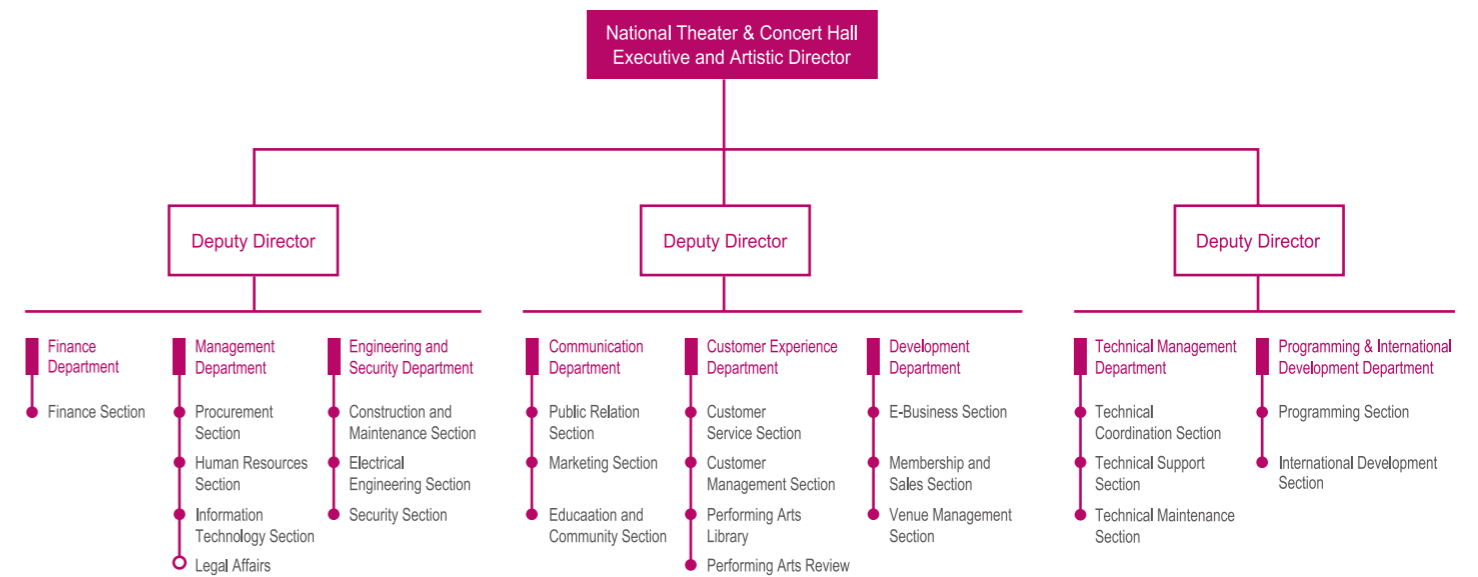 National Theater & Concert Hall
Executive and Artistic Director
Deputy Director
Deputy Director
Deputy Director
Finance
Department
Finance Section
Management
Department
Procurement
Section
Human Resources
Section
Information
Technology Section
Legal Affairs
Engineering and
Security Department
Construction and
Maintenance Section
Electrical
Engineering Section
Security Section
Communication
Department
Public Relation
Section
Marketing Section
Educaation and
Community Section
Customer Experience
Department
Customer
Service Section
Customer
Management Section
Performing Arts
Library
Performing Arts Review
Development
Department
E-Business Section
Membership and
Sales Section
Venue Management
Section
Technical Management
Department
Technical
Coordination Section
Technical Support
Section
Technical Maintenance
Section
Programming & International
Development Department
Programming Section
International Development
Section